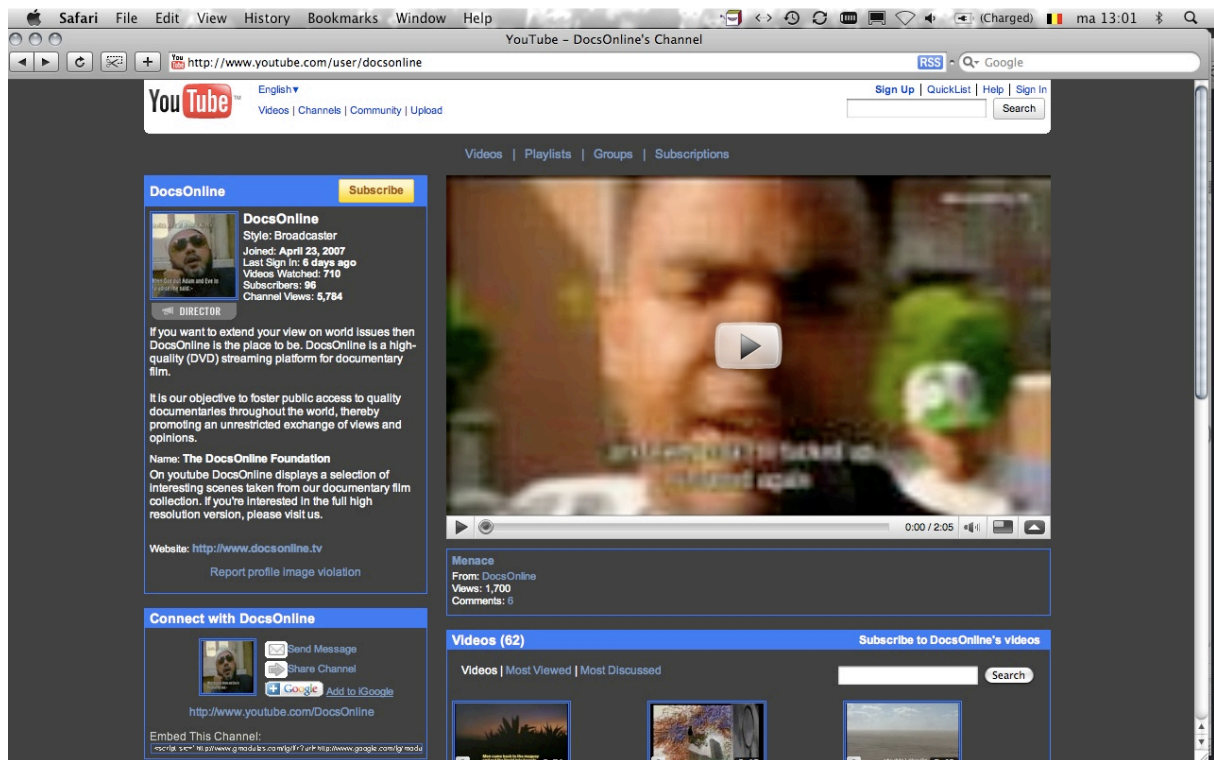 Safari File Edit View History Bookmarks Window Help (Charged) ma 13:01
YouTube – DocsOnline's Channel
http://www.youtube.com/user/docsonline RSS Google
YouTube™
English▾
Videos | Channels | Community | Upload
Sign Up | QuickList | Help | Sign In
Search
Videos | Playlists | Groups | Subscriptions
DocsOnline
Subscribe
DocsOnline
Style: Broadcaster
Joined: April 23, 2007
Last Sign In: 6 days ago
Videos Watched: 710
Subscribers: 96
Channel Views: 5,784
DIRECTOR
If you want to extend your view on world issues then
DocsOnline is the place to be. DocsOnline is a high-
quality (DVD) streaming platform for documentary
film.
It is our objective to foster public access to quality
documentaries throughout the world, thereby
promoting an unrestricted exchange of views and
opinions.
Name: The DocsOnline Foundation
On youtube DocsOnline displays a selection of
interesting scenes taken from our documentary film
collection. If you're interested in the full high
resolution version, please visit us.
Website: http://www.docsonline.tv
Report profile image violation
Connect with DocsOnline
Send Message
Share Channel
Google Add to iGoogle
http://www.youtube.com/DocsOnline
Embed This Channel:
0:00 / 2:05
Menace
From: DocsOnline
Views: 1,700
Comments: 6
Videos (62)
Subscribe to DocsOnline's videos
Videos | Most Viewed | Most Discussed
Search